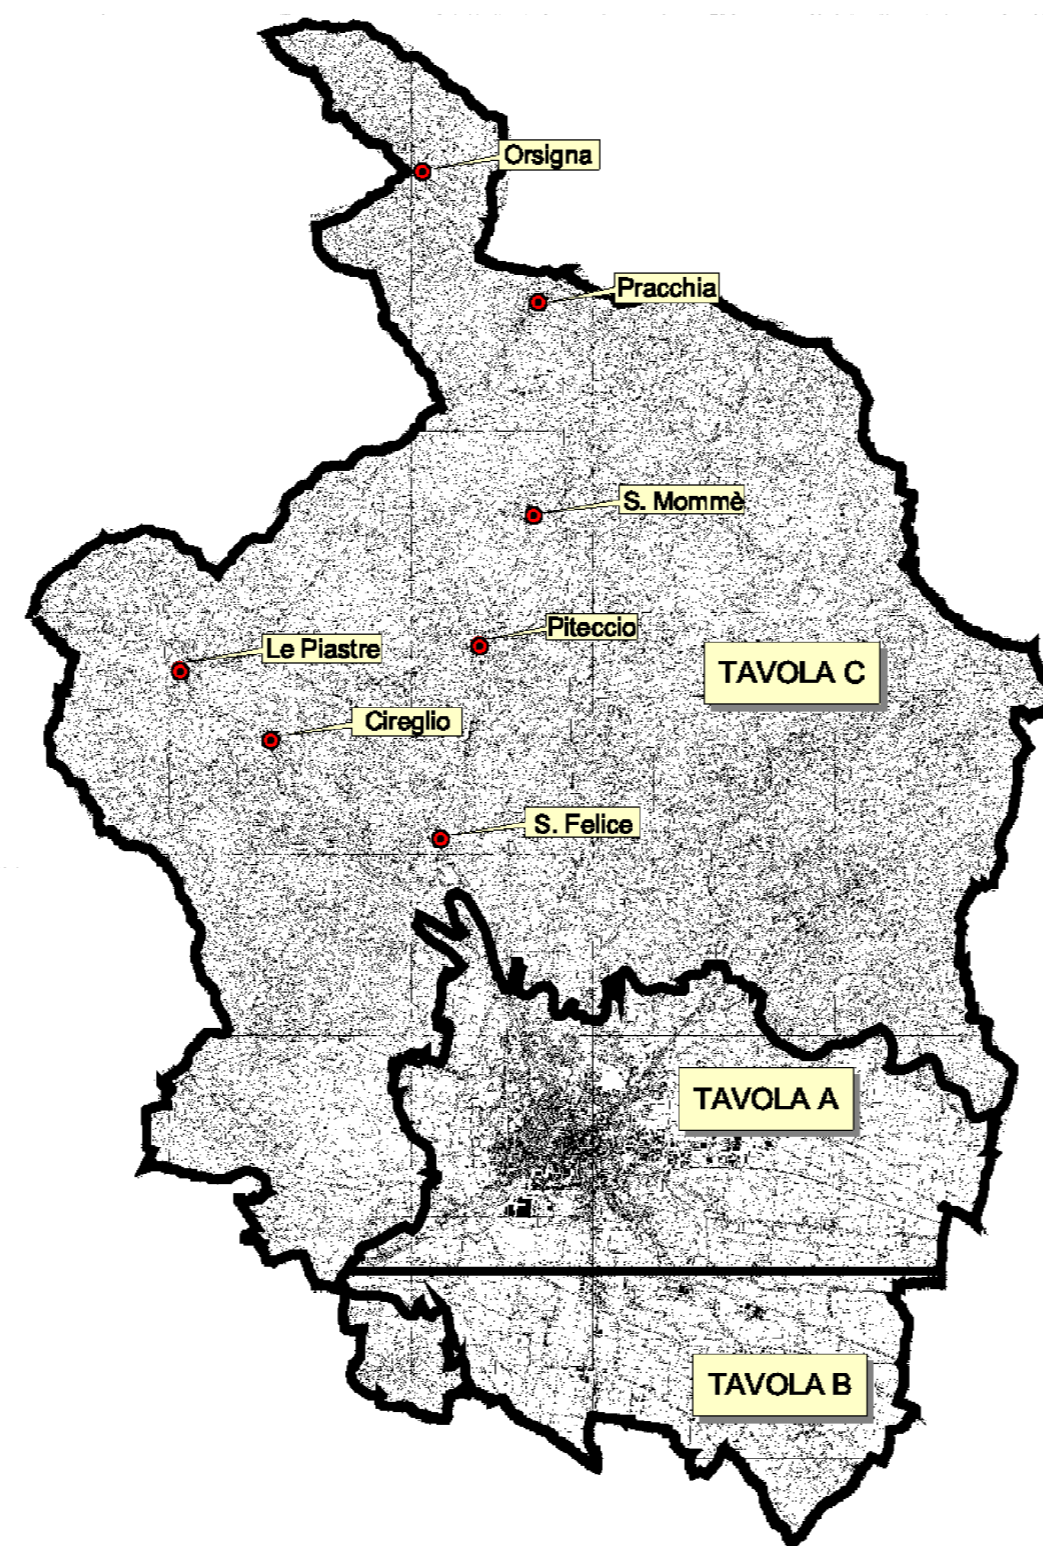 Orsigna
Pracchia
S. Mommè
Piteccio
Le Piastre
TAVOLA C
Cireglio
S. Felice
TAVOLA A
TAVOLA B